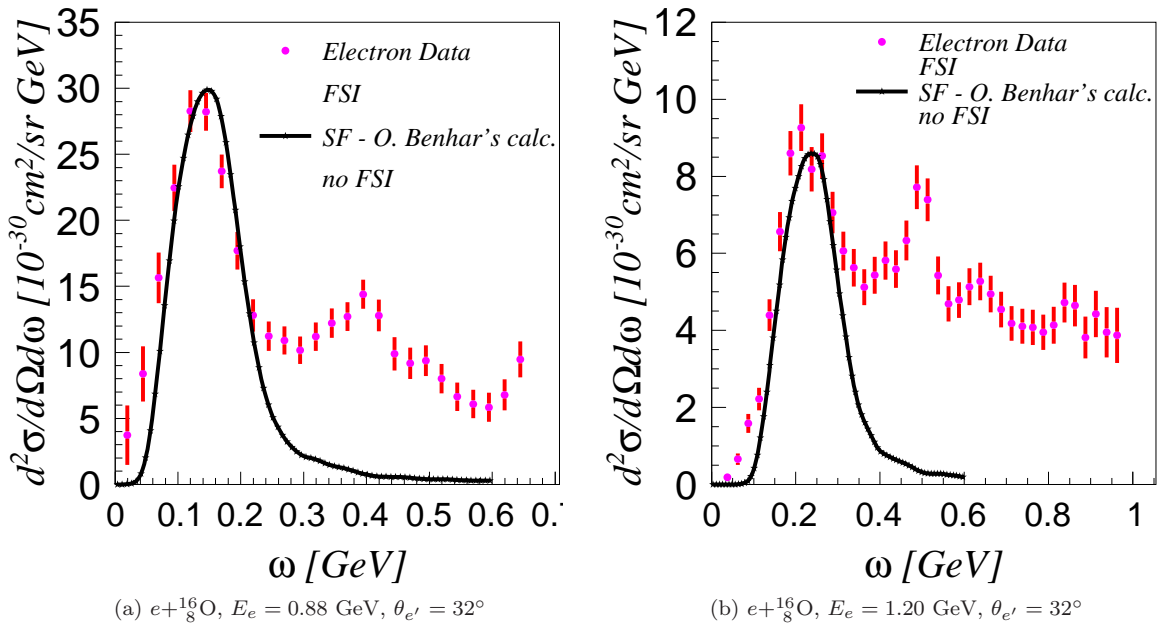 d²σ/dΩdω [10⁻³⁰cm²/sr GeV]
35
30
25
20
15
10
5
0
Electron Data
FSI
SF - O. Benhar's calc.
no FSI
0 0.1 0.2 0.3 0.4 0.5 0.6 0.
ω [GeV]
(a) e+¹⁶₈O, Eₑ = 0.88 GeV, θₑ′ = 32°
d²σ/dΩdω [10⁻³⁰cm²/sr GeV]
12
10
8
6
4
2
0
Electron Data
FSI
SF - O. Benhar's calc.
no FSI
0 0.2 0.4 0.6 0.8 1
ω [GeV]
(b) e+¹⁶₈O, Eₑ = 1.20 GeV, θₑ′ = 32°